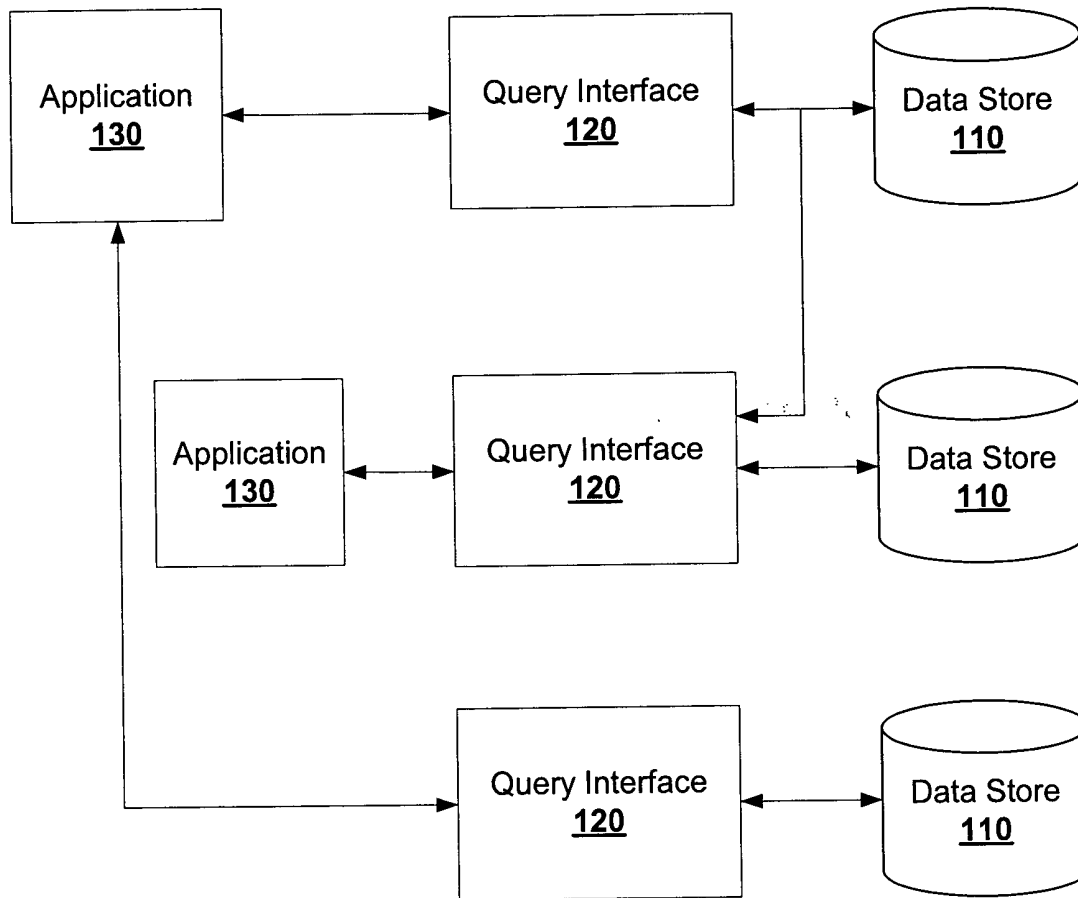 Application
130
Query Interface
120
Data Store
110
Application
130
Query Interface
120
Data Store
110
Query Interface
120
Data Store
110